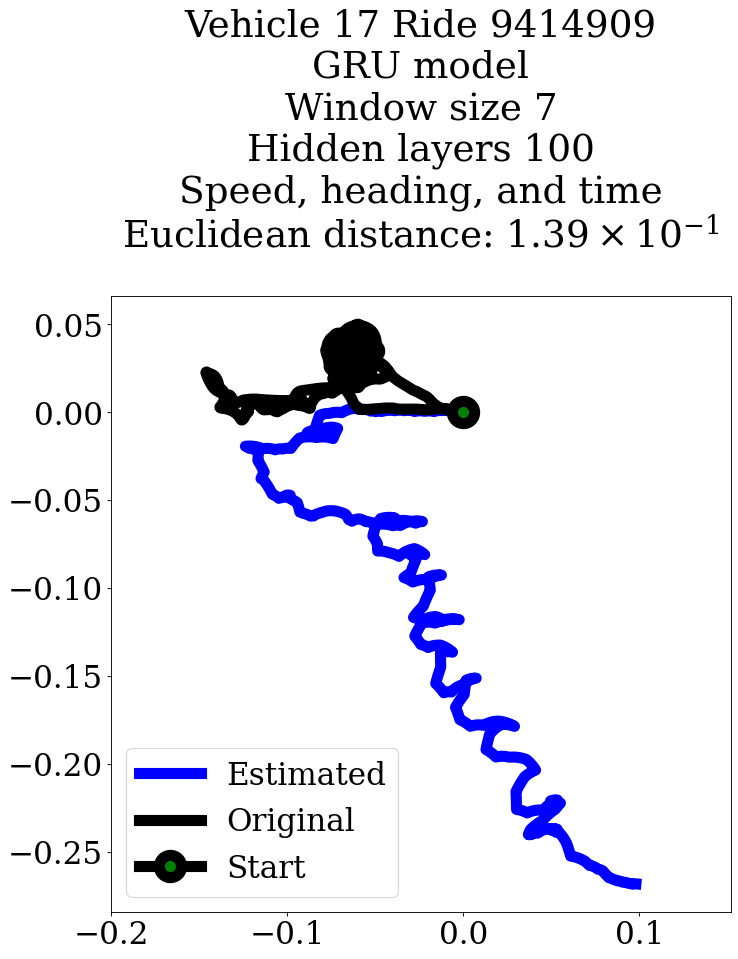 Vehicle 17 Ride 9414909
GRU model
Window size 7
Hidden layers 100
Speed, heading, and time
Euclidean distance: 1.39 × 10⁻¹
0.05
0.00
−0.05
−0.10
−0.15
−0.20
−0.25
Estimated
Original
Start
−0.2 −0.1 0.0 0.1